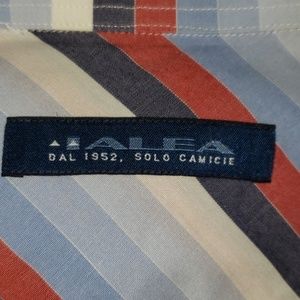 ALEA
DAL 1952, SOLO CAMICIE